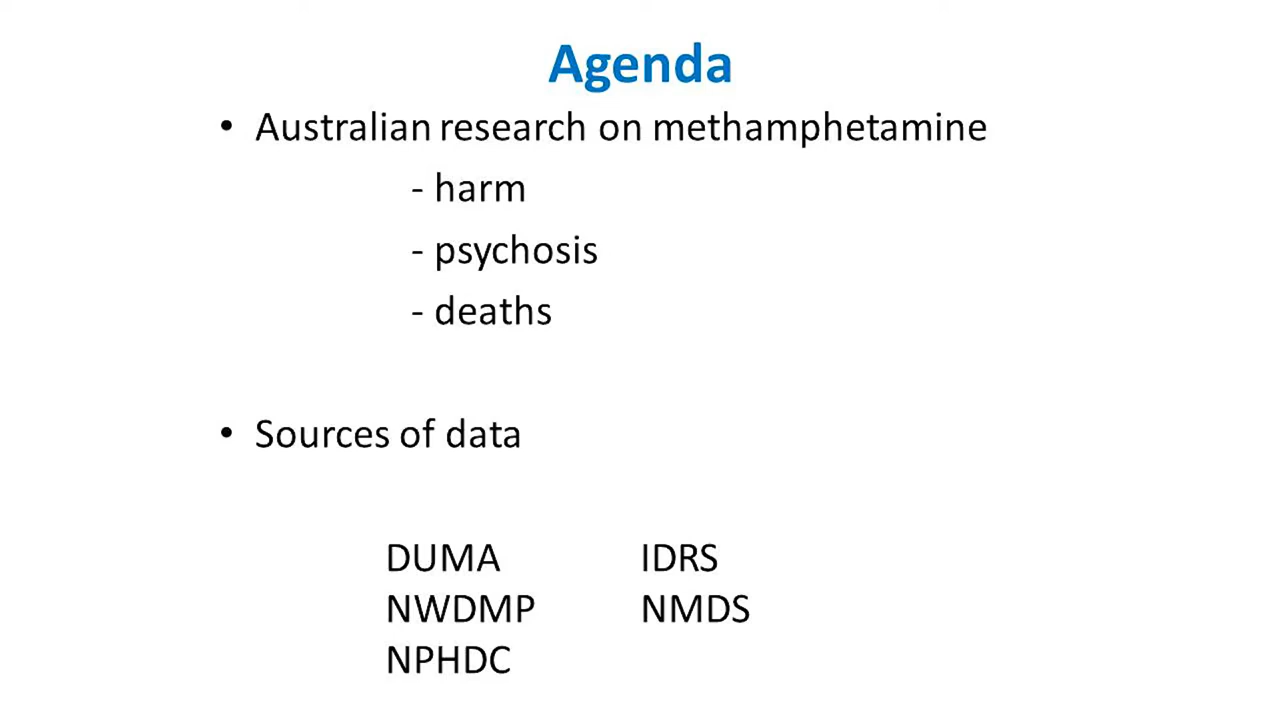 Agenda
• Australian research on methamphetamine
- harm
- psychosis
- deaths
• Sources of data
DUMA IDRS
NWDMP NMDS
NPHDC